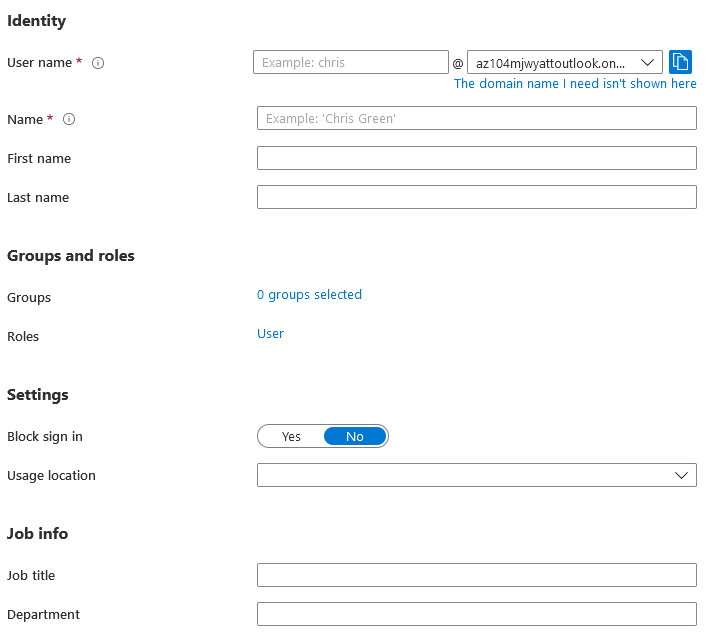 Identity
User name * Example: chris @ az104mjwyattoutlook.on...
The domain name I need isn't shown here
Name * Example: 'Chris Green'
First name
Last name
Groups and roles
Groups 0 groups selected
Roles User
Settings
Block sign in Yes No
Usage location
Job info
Job title
Department